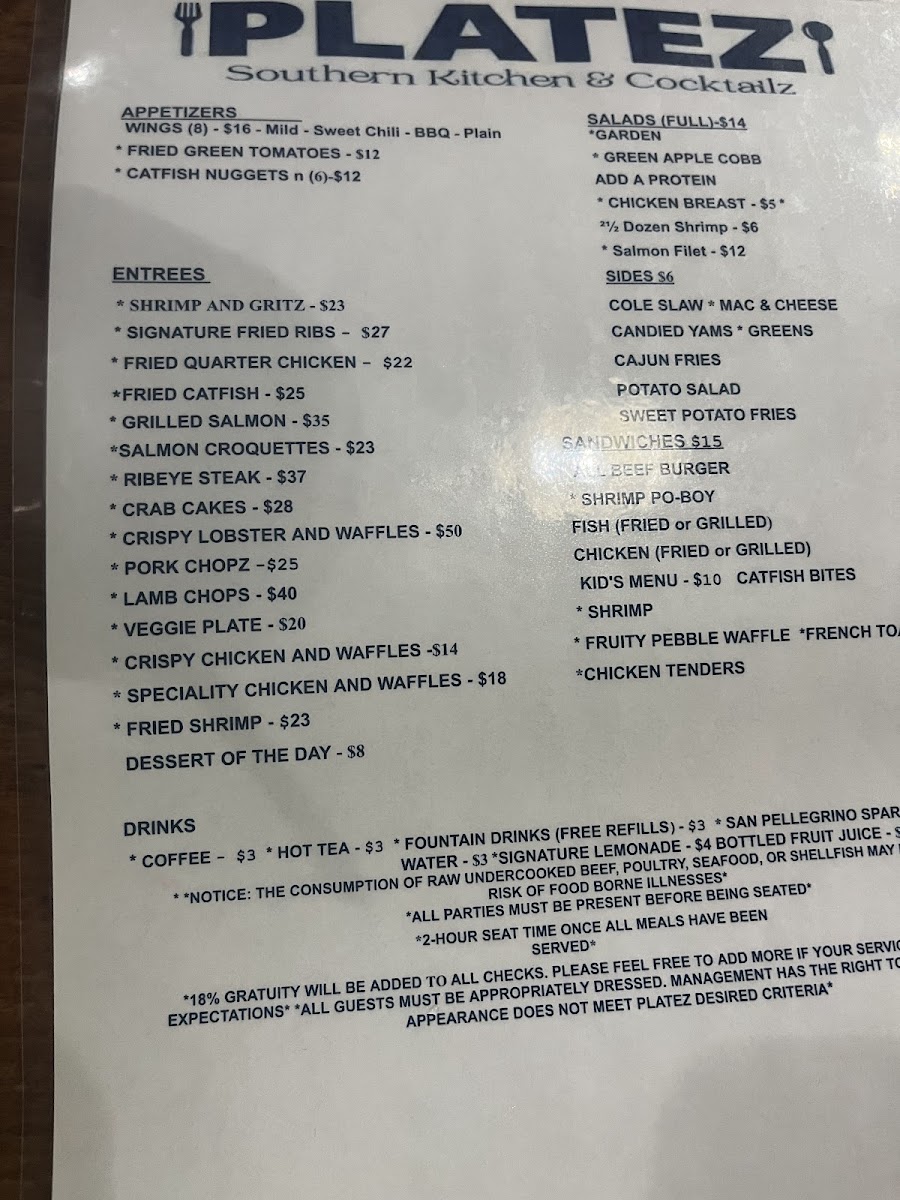 PLATEZ
Southern Kitchen & Cocktailz
APPETIZERS
WINGS (8) - $16 - Mild - Sweet Chili - BBQ - Plain
* FRIED GREEN TOMATOES - $12
* CATFISH NUGGETS n (6)-$12
ENTREES
* SHRIMP AND GRITZ - $23
* SIGNATURE FRIED RIBS – $27
* FRIED QUARTER CHICKEN – $22
*FRIED CATFISH - $25
* GRILLED SALMON - $35
*SALMON CROQUETTES - $23
* RIBEYE STEAK - $37
* CRAB CAKES - $28
* CRISPY LOBSTER AND WAFFLES - $50
* PORK CHOPZ –$25
* LAMB CHOPS - $40
* VEGGIE PLATE - $20
* CRISPY CHICKEN AND WAFFLES -$14
* SPECIALITY CHICKEN AND WAFFLES - $18
* FRIED SHRIMP - $23
DESSERT OF THE DAY - $8
SALADS (FULL)-$14
*GARDEN
* GREEN APPLE COBB
ADD A PROTEIN
* CHICKEN BREAST - $5*
²½ Dozen Shrimp - $6
* Salmon Filet - $12
SIDES $6
COLE SLAW * MAC & CHEESE
CANDIED YAMS * GREENS
CAJUN FRIES
POTATO SALAD
SWEET POTATO FRIES
SANDWICHES $15
ALL BEEF BURGER
* SHRIMP PO-BOY
FISH (FRIED or GRILLED)
CHICKEN (FRIED or GRILLED)
KID'S MENU - $10 CATFISH BITES
* SHRIMP
* FRUITY PEBBLE WAFFLE *FRENCH TOA
*CHICKEN TENDERS
DRINKS
* COFFEE – $3 * HOT TEA - $3 * FOUNTAIN DRINKS (FREE REFILLS) - $3 * SAN PELLEGRINO SPAR
WATER - $3 *SIGNATURE LEMONADE - $4 BOTTLED FRUIT JUICE - $
* *NOTICE: THE CONSUMPTION OF RAW UNDERCOOKED BEEF, POULTRY, SEAFOOD, OR SHELLFISH MAY
RISK OF FOOD BORNE ILLNESSES*
*ALL PARTIES MUST BE PRESENT BEFORE BEING SEATED*
*2-HOUR SEAT TIME ONCE ALL MEALS HAVE BEEN
SERVED*
*18% GRATUITY WILL BE ADDED TO ALL CHECKS. PLEASE FEEL FREE TO ADD MORE IF YOUR SERVIC
EXPECTATIONS* *ALL GUESTS MUST BE APPROPRIATELY DRESSED. MANAGEMENT HAS THE RIGHT TO
APPEARANCE DOES NOT MEET PLATEZ DESIRED CRITERIA*